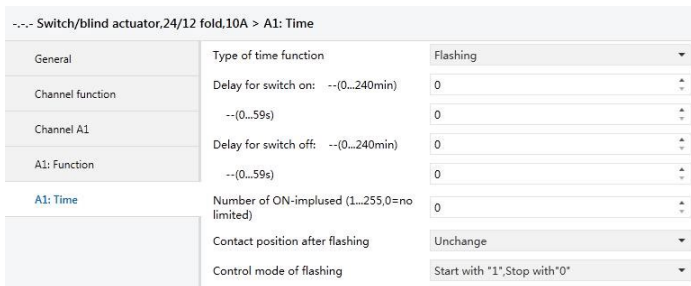 -.-.- Switch/blind actuator,24/12 fold,10A > A1: Time
General
Channel function
Channel A1
A1: Function
A1: Time
Type of time function Flashing
Delay for switch on: --(0...240min) 0
--(0...59s) 0
Delay for switch off: --(0...240min) 0
--(0...59s) 0
Number of ON-implused (1...255,0=no
limited) 0
Contact position after flashing Unchange
Control mode of flashing Start with "1",Stop with"0"